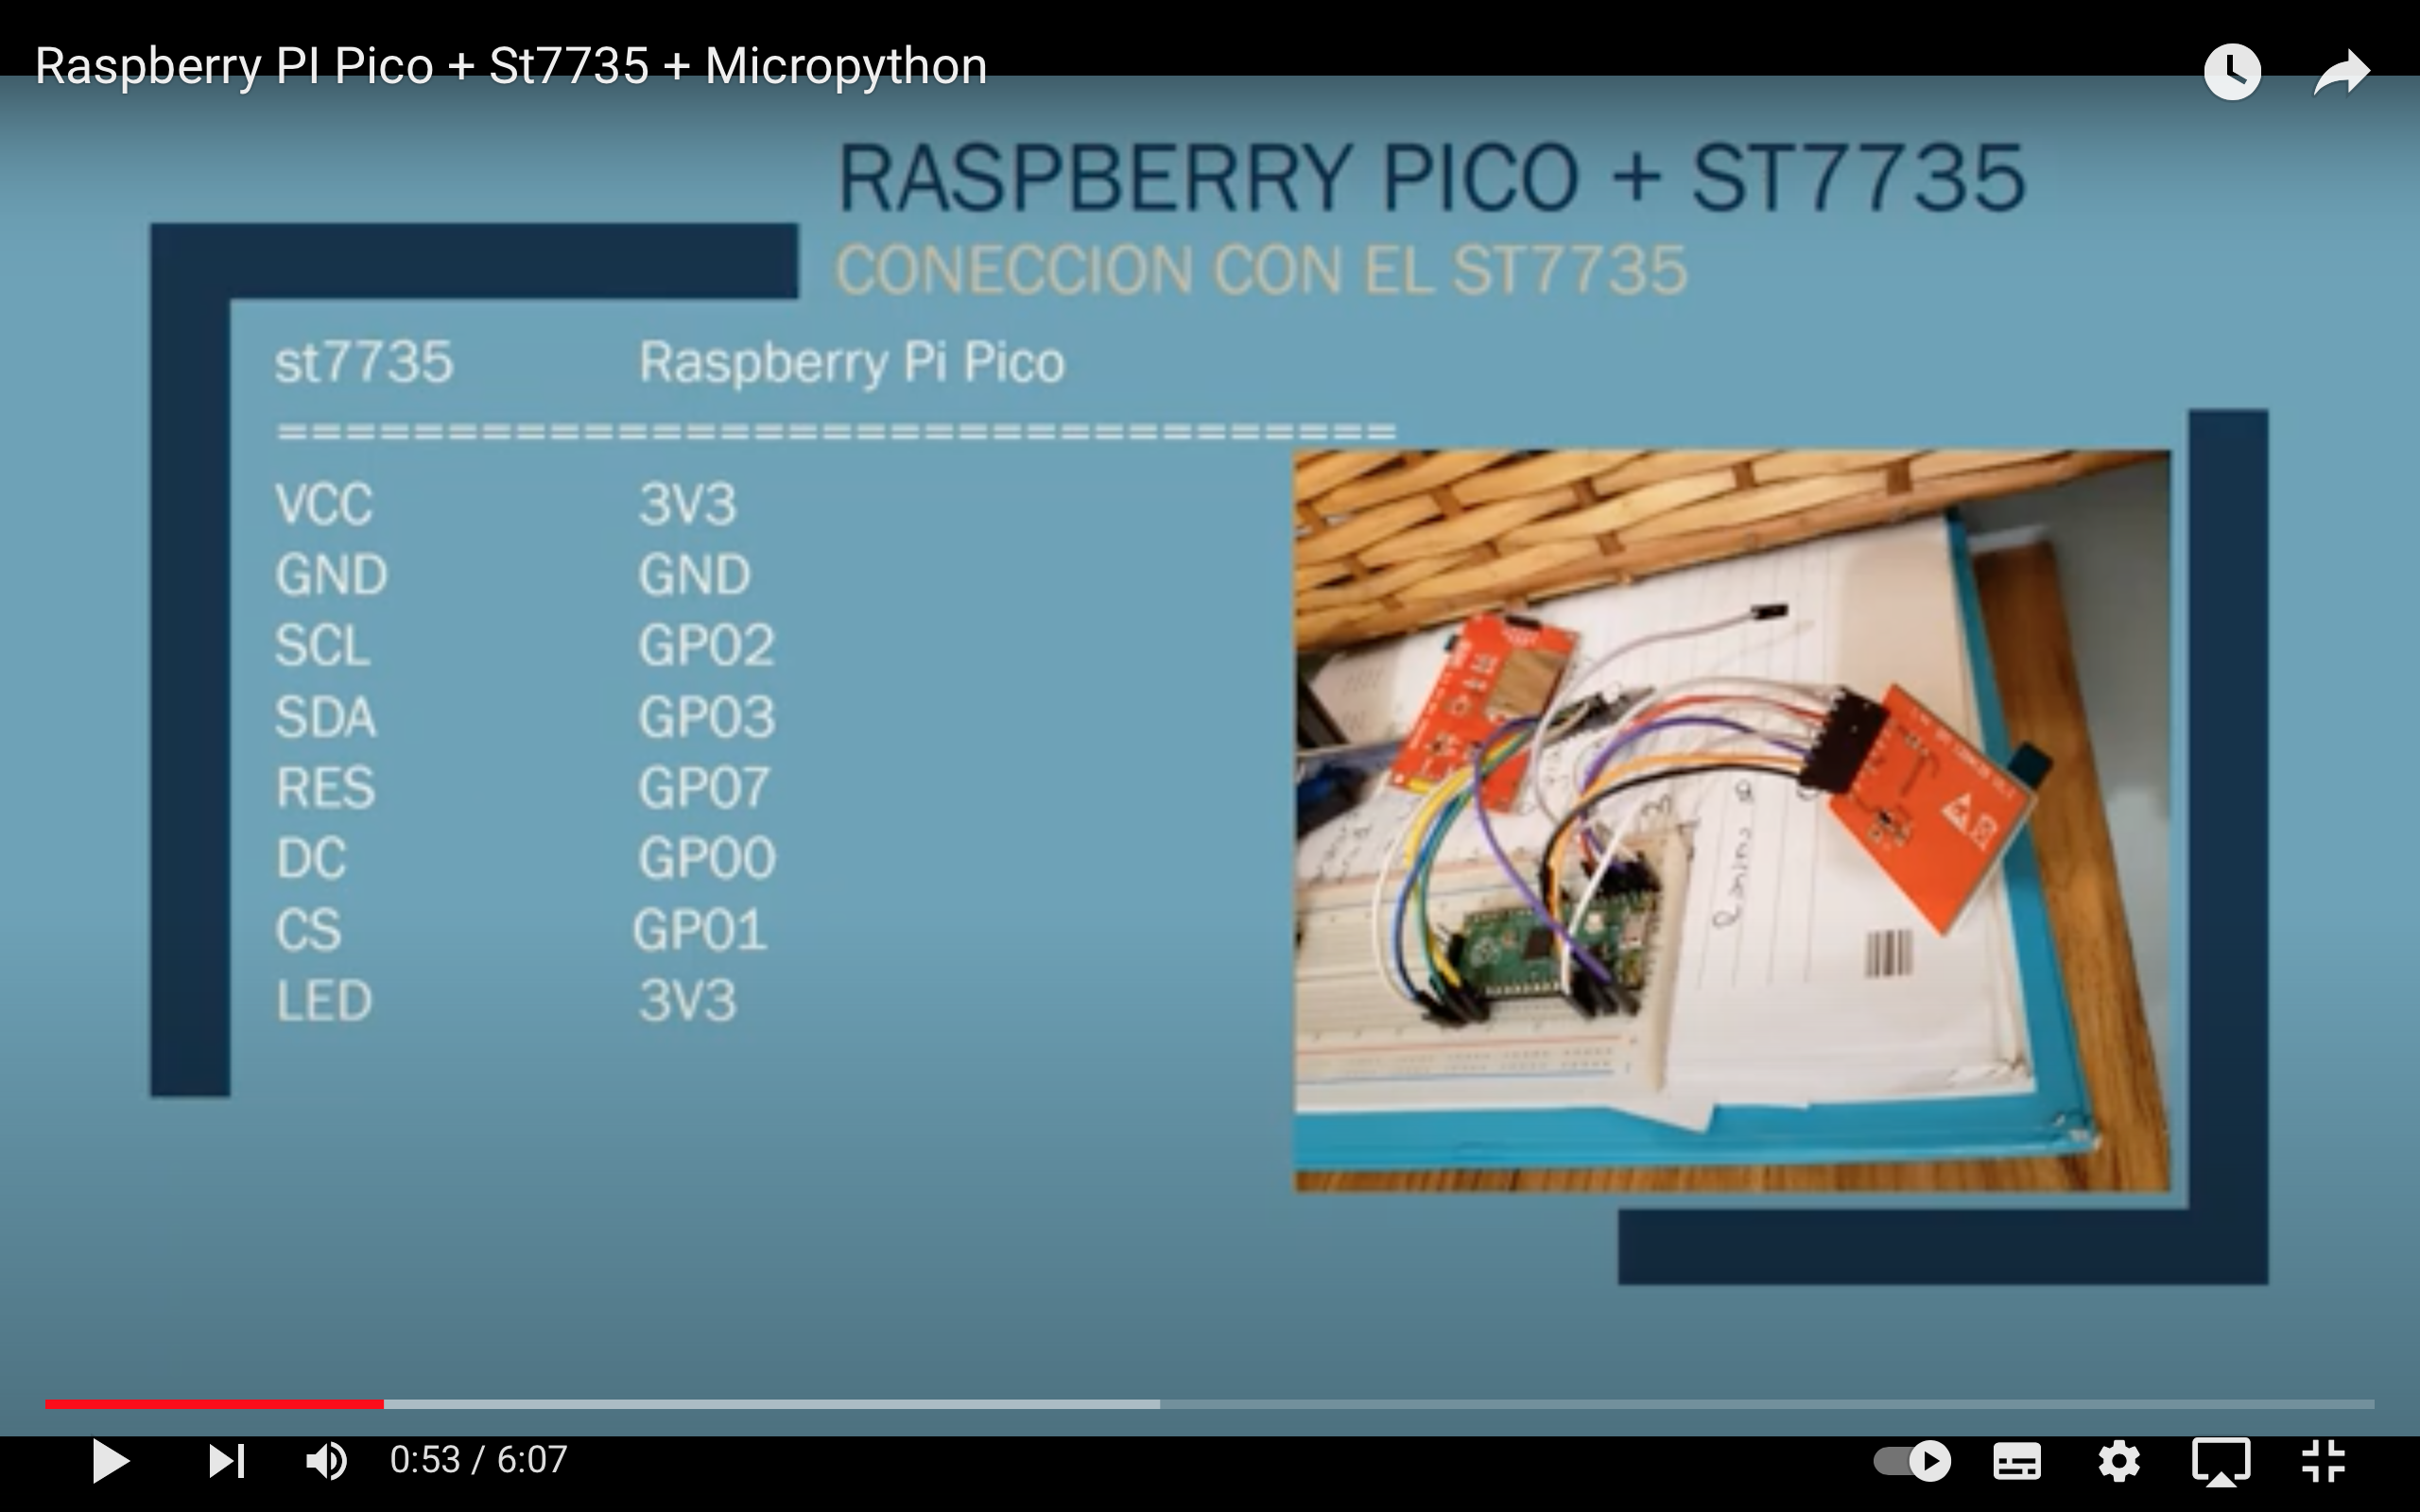 Raspberry PI Pico + St7735 + Micropython
RASPBERRY PICO + ST7735
CONECCION CON EL ST7735
st7735 Raspberry Pi Pico
=================================
VCC 3V3
GND GND
SCL GP02
SDA GP03
RES GP07
DC GP00
CS GP01
LED 3V3
0:53 / 6:07